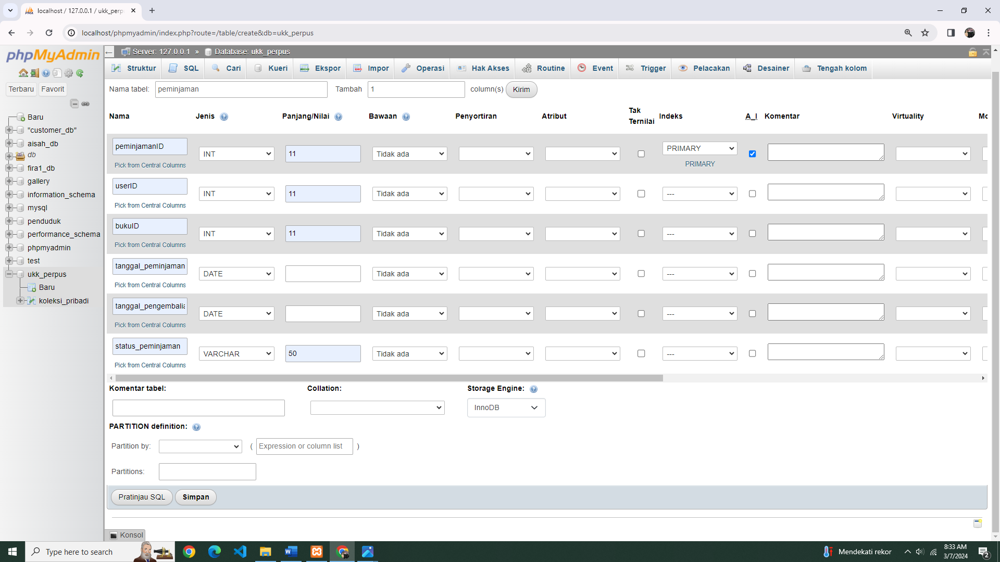 localhost / 127.0.0.1 / ukk_perp
localhost/phpmyadmin/index.php?route=/table/create&db=ukk_perpus
phpMyAdmin
Terbaru Favorit
Baru
"customer_db"
aisah_db
db
fira1_db
gallery
information_schema
mysql
penduduk
performance_schema
phpmyadmin
test
ukk_perpus
Baru
koleksi_pribadi
Server: 127.0.0.1 » Database: ukk_perpus
Struktur SQL Cari Kueri Ekspor Impor Operasi Hak Akses Routine Event Trigger Pelacakan Desainer Tengah kolom
Nama tabel: peminjaman Tambah 1 column(s) Kirim
Nama Jenis Panjang/Nilai Bawaan Penyortiran Atribut Tak Ternilai Indeks A_I Komentar Virtuality Mo
peminjamanID INT 11 Tidak ada PRIMARY
Pick from Central Columns PRIMARY
userID INT 11 Tidak ada ---
Pick from Central Columns
bukuID INT 11 Tidak ada ---
Pick from Central Columns
tanggal_peminjaman DATE Tidak ada ---
Pick from Central Columns
tanggal_pengembalia DATE Tidak ada ---
Pick from Central Columns
status_peminjaman VARCHAR 50 Tidak ada ---
Pick from Central Columns
Komentar tabel: Collation: Storage Engine:
InnoDB
PARTITION definition:
Partition by: ( Expression or column list )
Partitions:
Pratinjau SQL Simpan
Konsol
Type here to search
Mendekati rekor
8:33 AM
3/7/2024
2